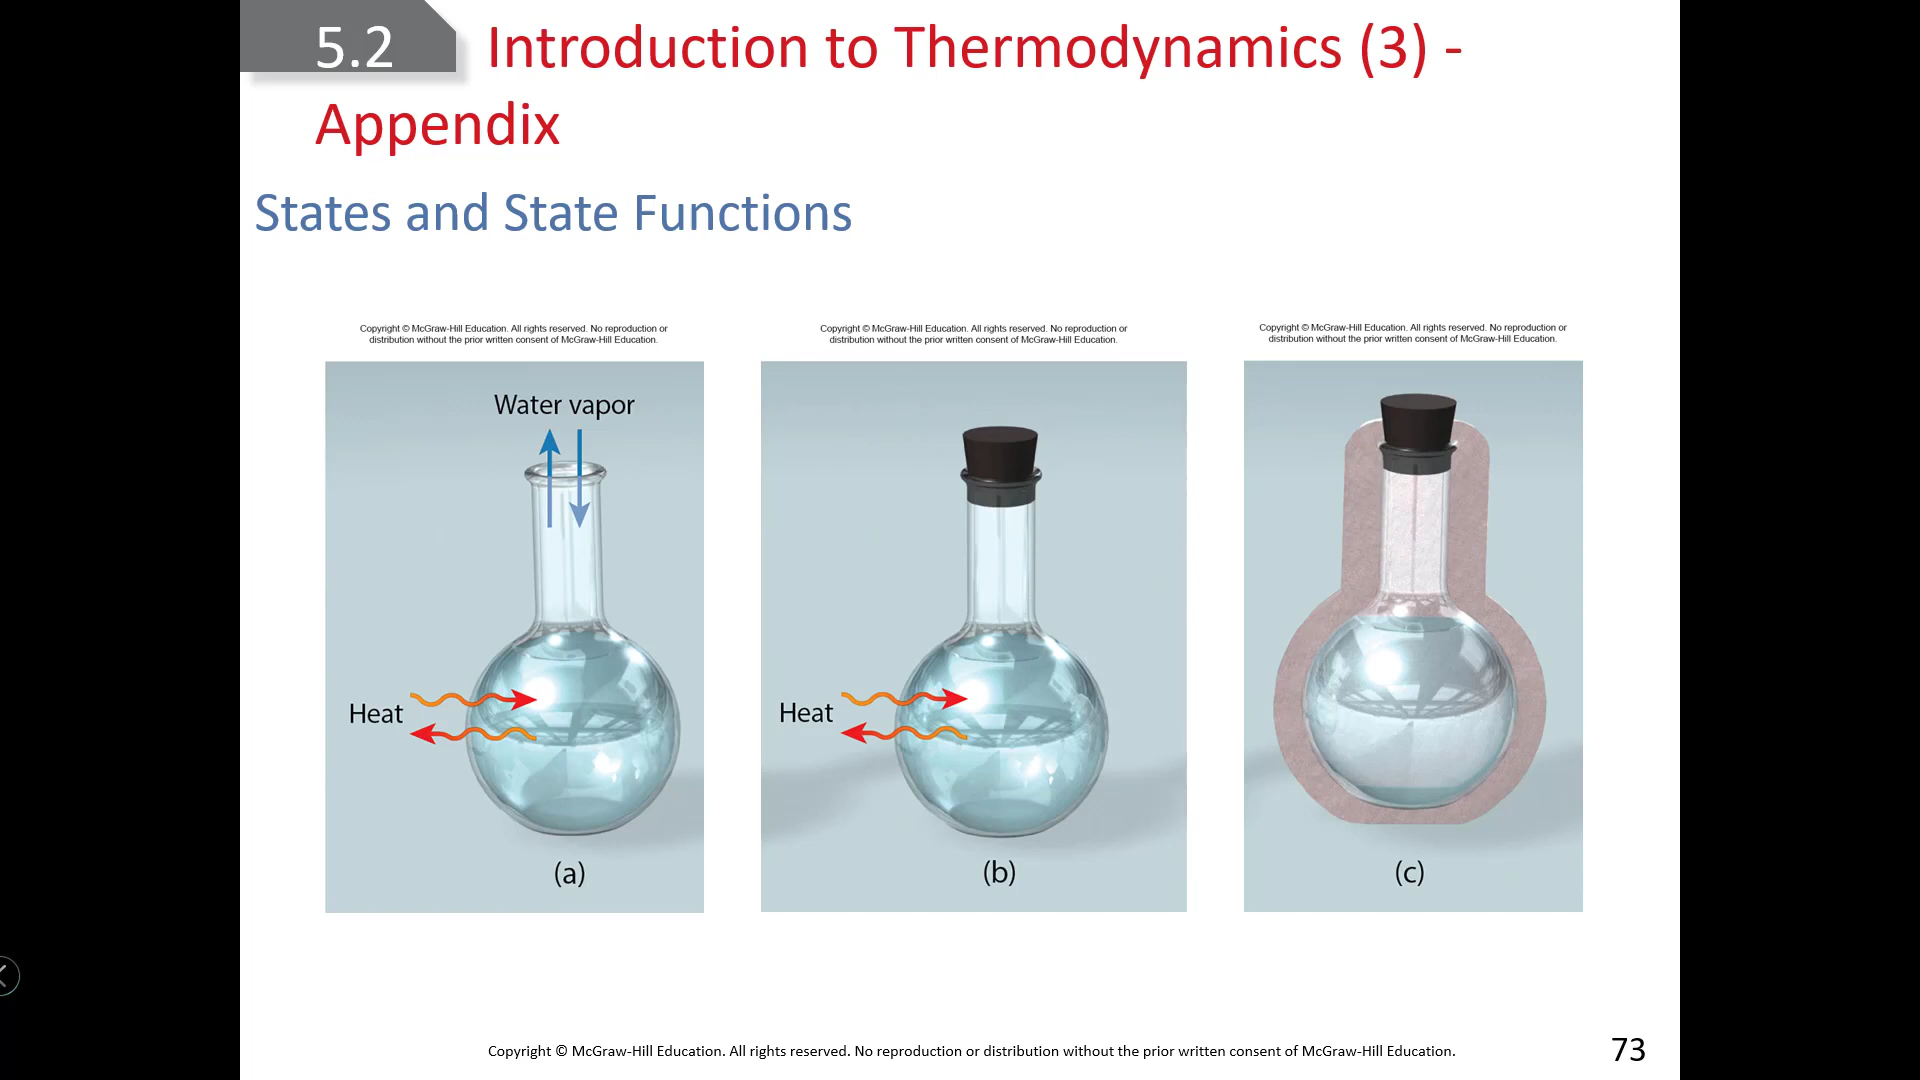 5.2 Introduction to Thermodynamics (3) -
Appendix
States and State Functions
Copyright © McGraw-Hill Education. All rights reserved. No reproduction or
distribution without the prior written consent of McGraw-Hill Education.
Water vapor
Heat
(a)
Copyright © McGraw-Hill Education. All rights reserved. No reproduction or
distribution without the prior written consent of McGraw-Hill Education.
Heat
(b)
Copyright © McGraw-Hill Education. All rights reserved. No reproduction or
distribution without the prior written consent of McGraw-Hill Education.
(c)
Copyright © McGraw-Hill Education. All rights reserved. No reproduction or distribution without the prior written consent of McGraw-Hill Education.
73